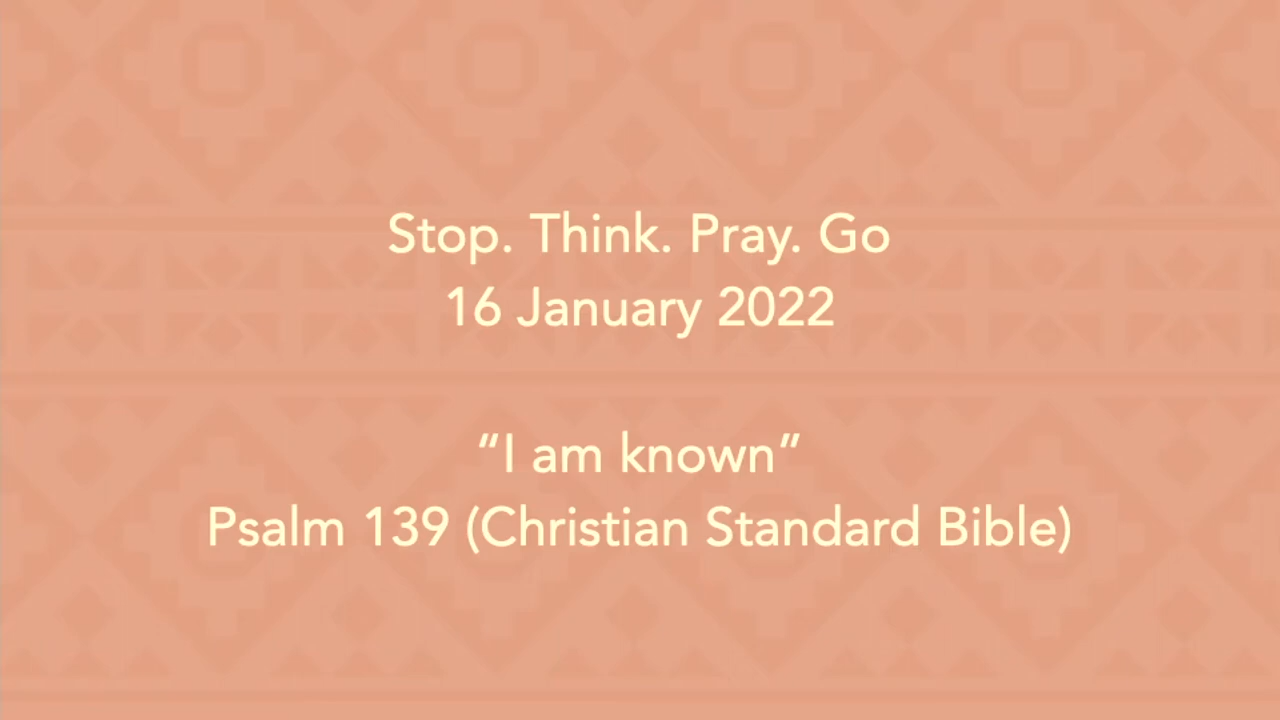 Stop. Think. Pray. Go
16 January 2022
“I am known”
Psalm 139 (Christian Standard Bible)